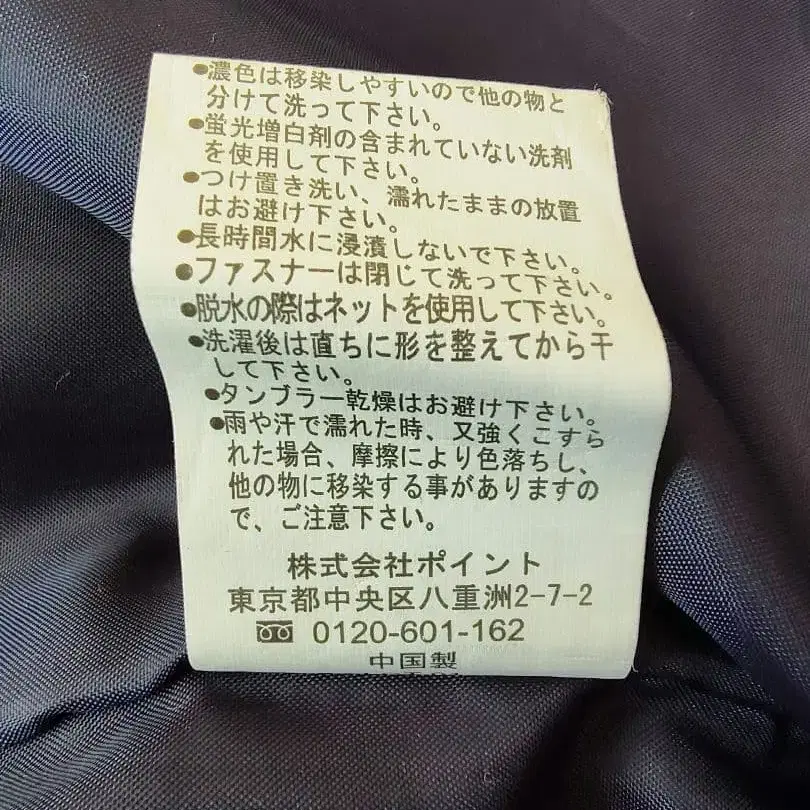 ●濃色は移染しやすいので他の物と
分けて洗って下さい。
●蛍光増白剤の含まれていない洗剤
を使用して下さい。
●つけ置き洗い、濡れたままの放置
はお避け下さい。
●長時間水に浸漬しないで下さい。
●ファスナーは閉じて洗って下さい。
●脱水の際はネットを使用して下さい。
●洗濯後は直ちに形を整えてから干
して下さい。
●タンブラー乾燥はお避け下さい。
●雨や汗で濡れた時、又強くこすら
れた場合、摩擦により色落ちし、
他の物に移染する事がありますの
で、ご注意下さい。
株式会社ポイント
東京都中央区八重洲2-7-2
0120-601-162
中国製